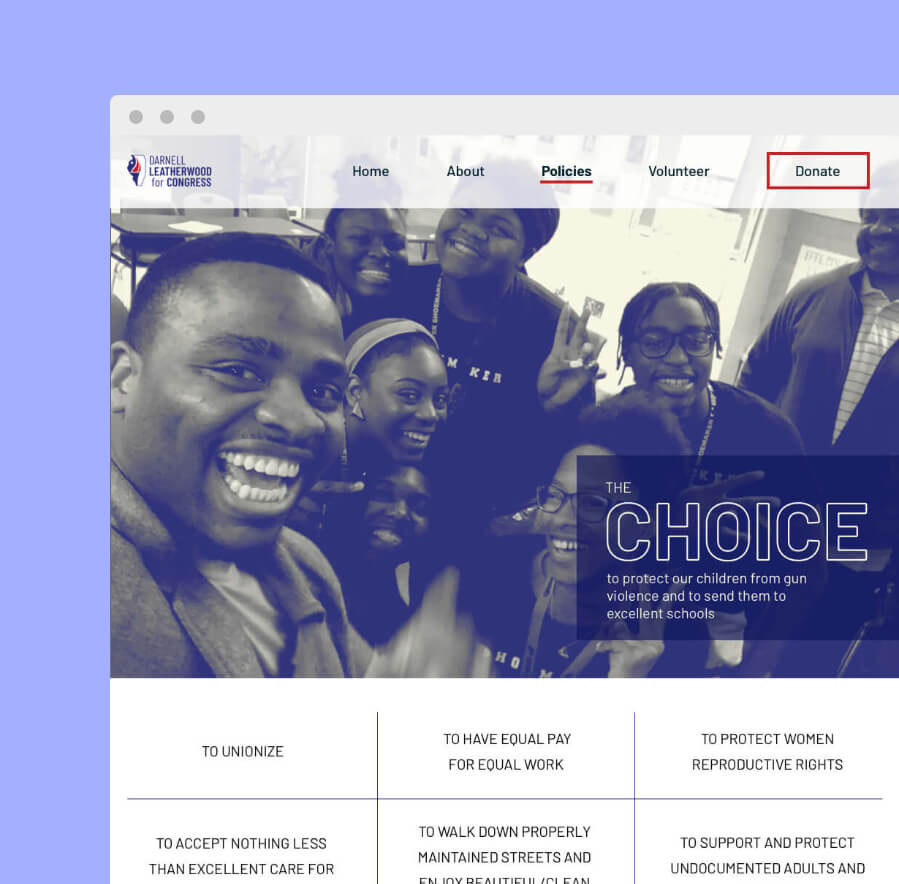 DARNELL
LEATHERWOOD
for CONGRESS
Home
About
Policies
Volunteer
Donate
THE
CHOICE
to protect our children from gun
violence and to send them to
excellent schools
TO UNIONIZE
TO HAVE EQUAL PAY
FOR EQUAL WORK
TO PROTECT WOMEN
REPRODUCTIVE RIGHTS
TO ACCEPT NOTHING LESS
THAN EXCELLENT CARE FOR
TO WALK DOWN PROPERLY
MAINTAINED STREETS AND
ENJOY BEAUTIFUL/CLEAN
TO SUPPORT AND PROTECT
UNDOCUMENTED ADULTS AND